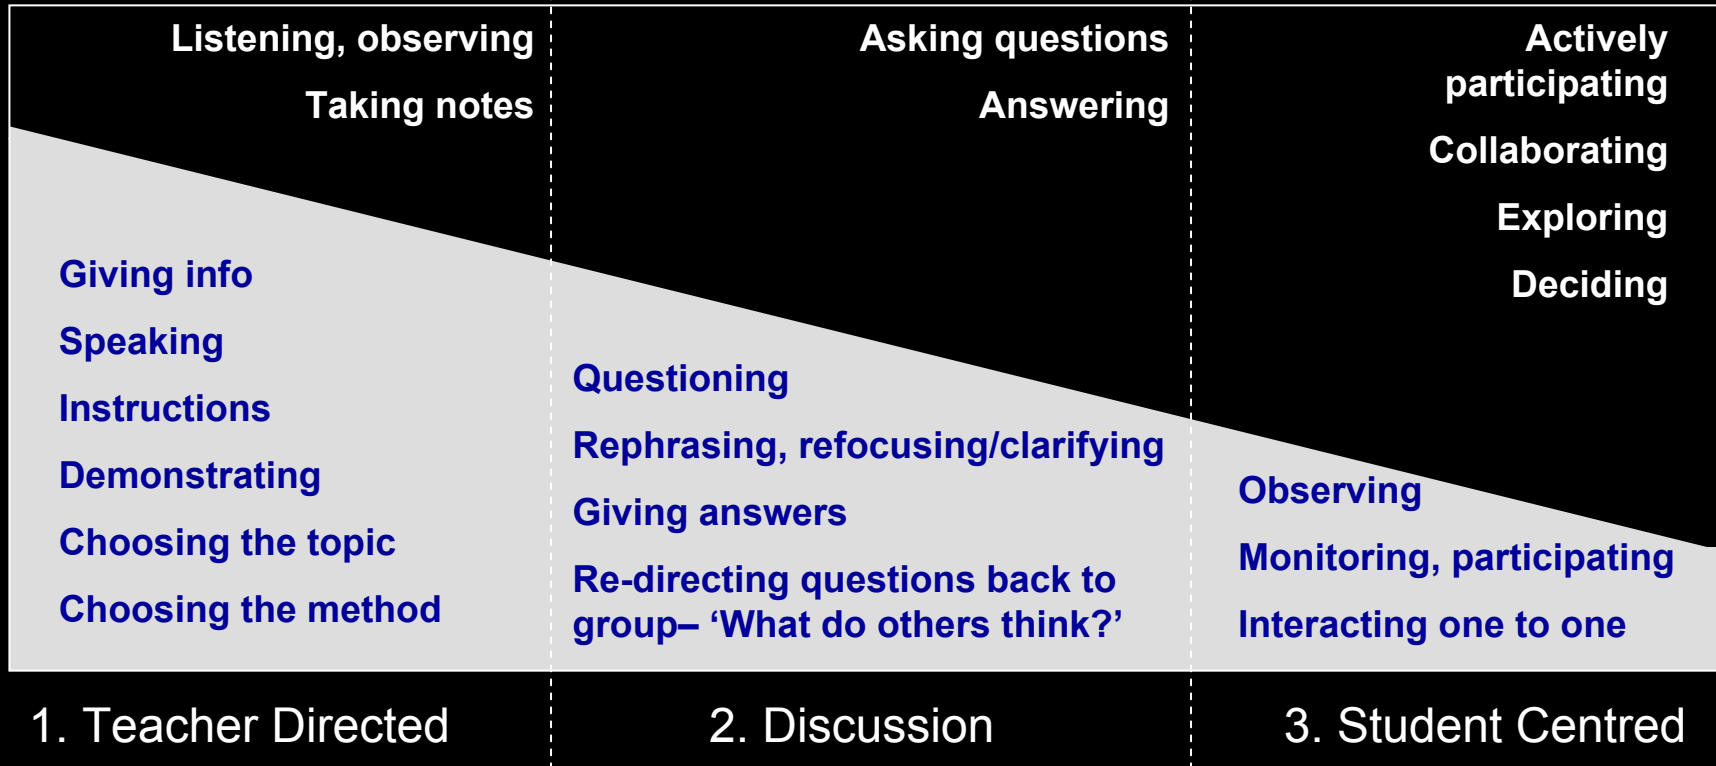 Listening, observing
Taking notes
Giving info
Speaking
Instructions
Demonstrating
Choosing the topic
Choosing the method
1. Teacher Directed
Asking questions
Answering
Questioning
Rephrasing, refocusing/clarifying
Giving answers
Re-directing questions back to
group– ‘What do others think?’
2. Discussion
Actively
participating
Collaborating
Exploring
Deciding
Observing
Monitoring, participating
Interacting one to one
3. Student Centred